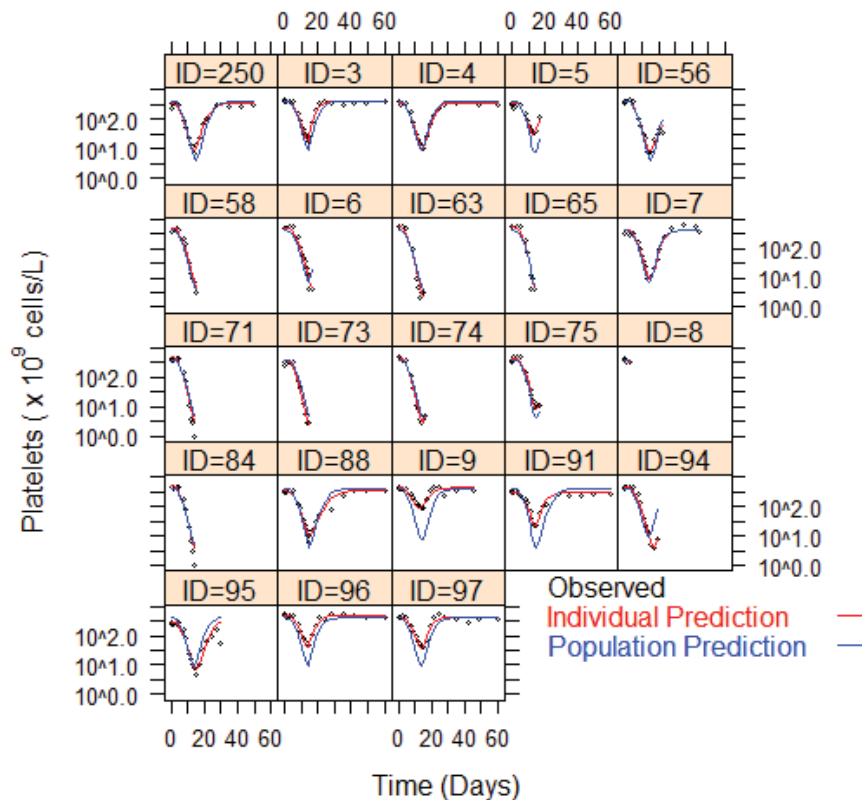 0 20 40 60 0 20 40 60
ID=250 ID=3 ID=4 ID=5 ID=56
10^2.0
10^1.0
10^0.0
ID=58 ID=6 ID=63 ID=65 ID=7
10^2.0
10^1.0
10^0.0
ID=71 ID=73 ID=74 ID=75 ID=8
10^2.0
10^1.0
10^0.0
ID=84 ID=88 ID=9 ID=91 ID=94
10^2.0
10^1.0
10^0.0
ID=95 ID=96 ID=97
10^2.0
10^1.0
10^0.0
Observed
Individual Prediction
Population Prediction
0 20 40 60 0 20 40 60
Time (Days)
Platelets ( x 10^9 cells/L)